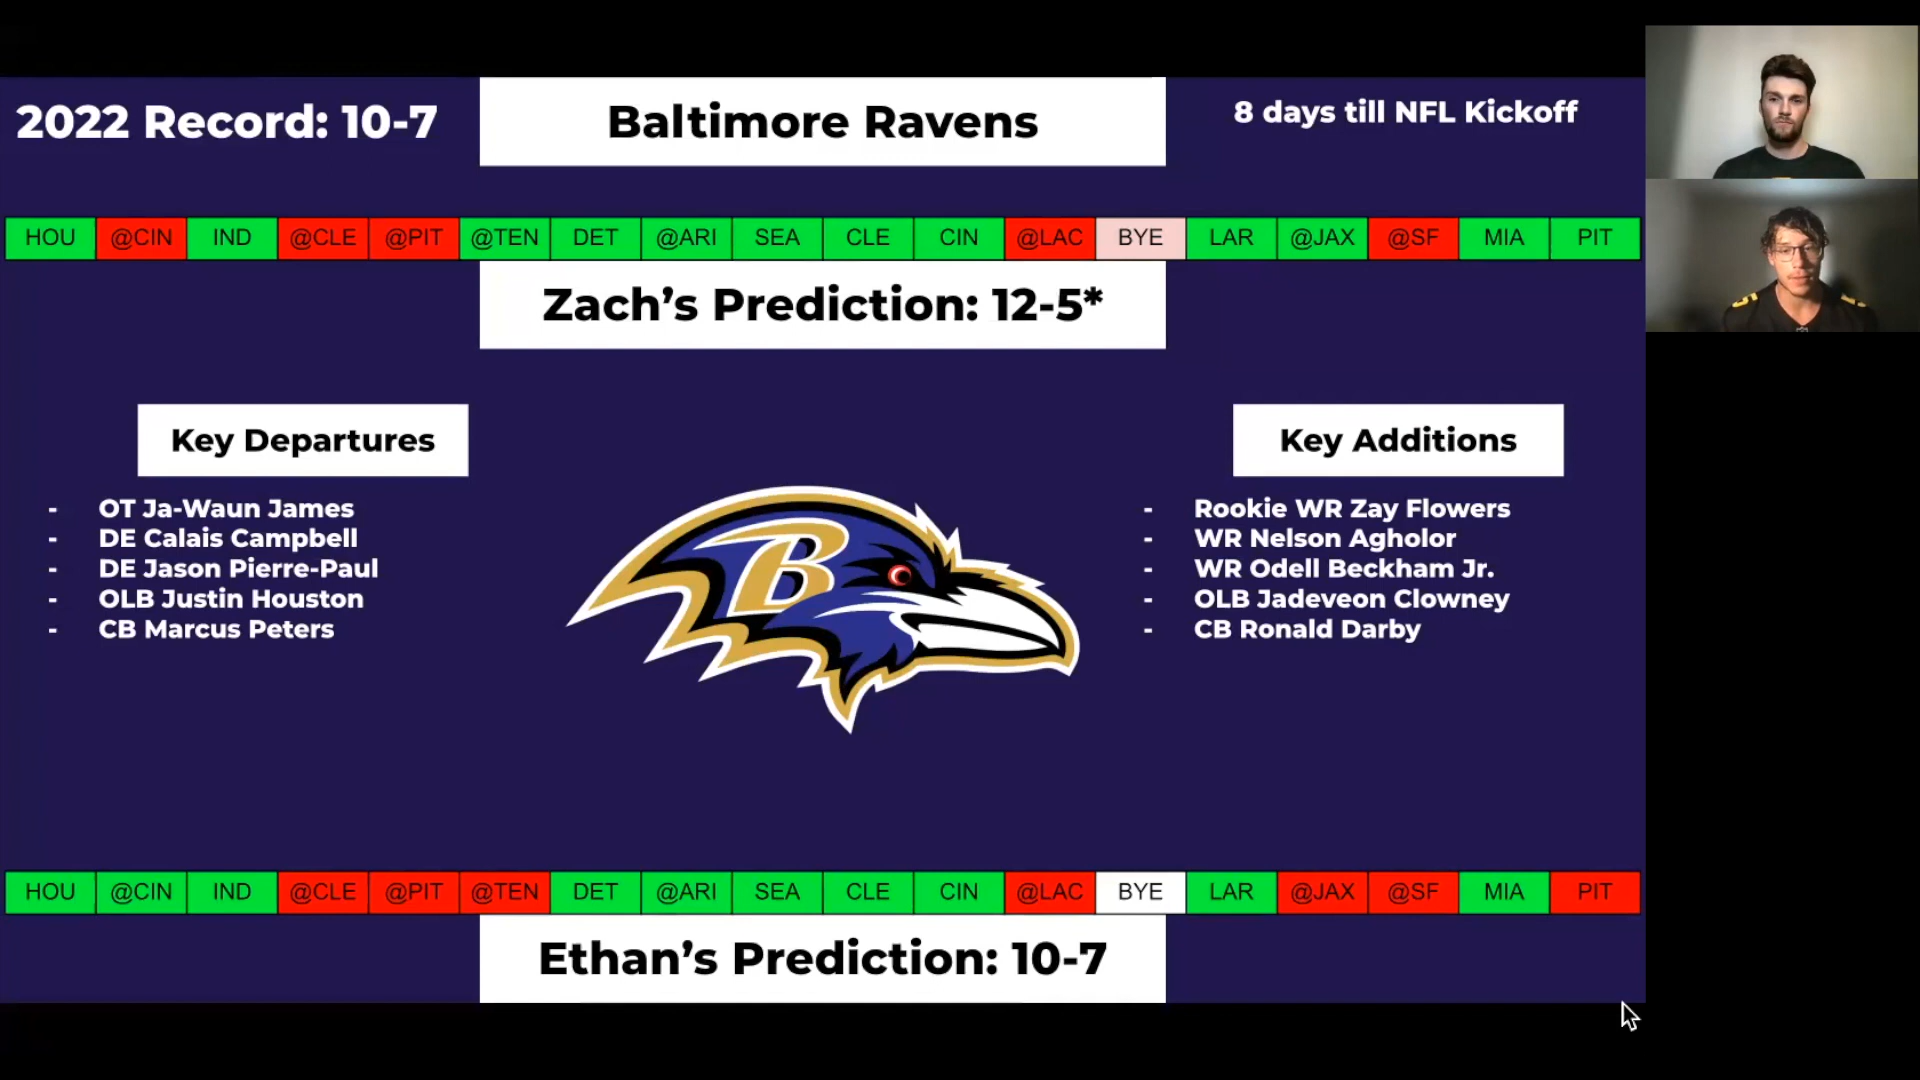 2022 Record: 10-7
Baltimore Ravens
8 days till NFL Kickoff
HOU @CIN IND @CLE @PIT @TEN DET @ARI SEA CLE CIN @LAC BYE LAR @JAX @SF MIA PIT
Zach's Prediction: 12-5*
Key Departures
- OT Ja-Waun James
- DE Calais Campbell
- DE Jason Pierre-Paul
- OLB Justin Houston
- CB Marcus Peters
B
Key Additions
- Rookie WR Zay Flowers
- WR Nelson Agholor
- WR Odell Beckham Jr.
- OLB Jadeveon Clowney
- CB Ronald Darby
HOU @CIN IND @CLE @PIT @TEN DET @ARI SEA CLE CIN @LAC BYE LAR @JAX @SF MIA PIT
Ethan's Prediction: 10-7